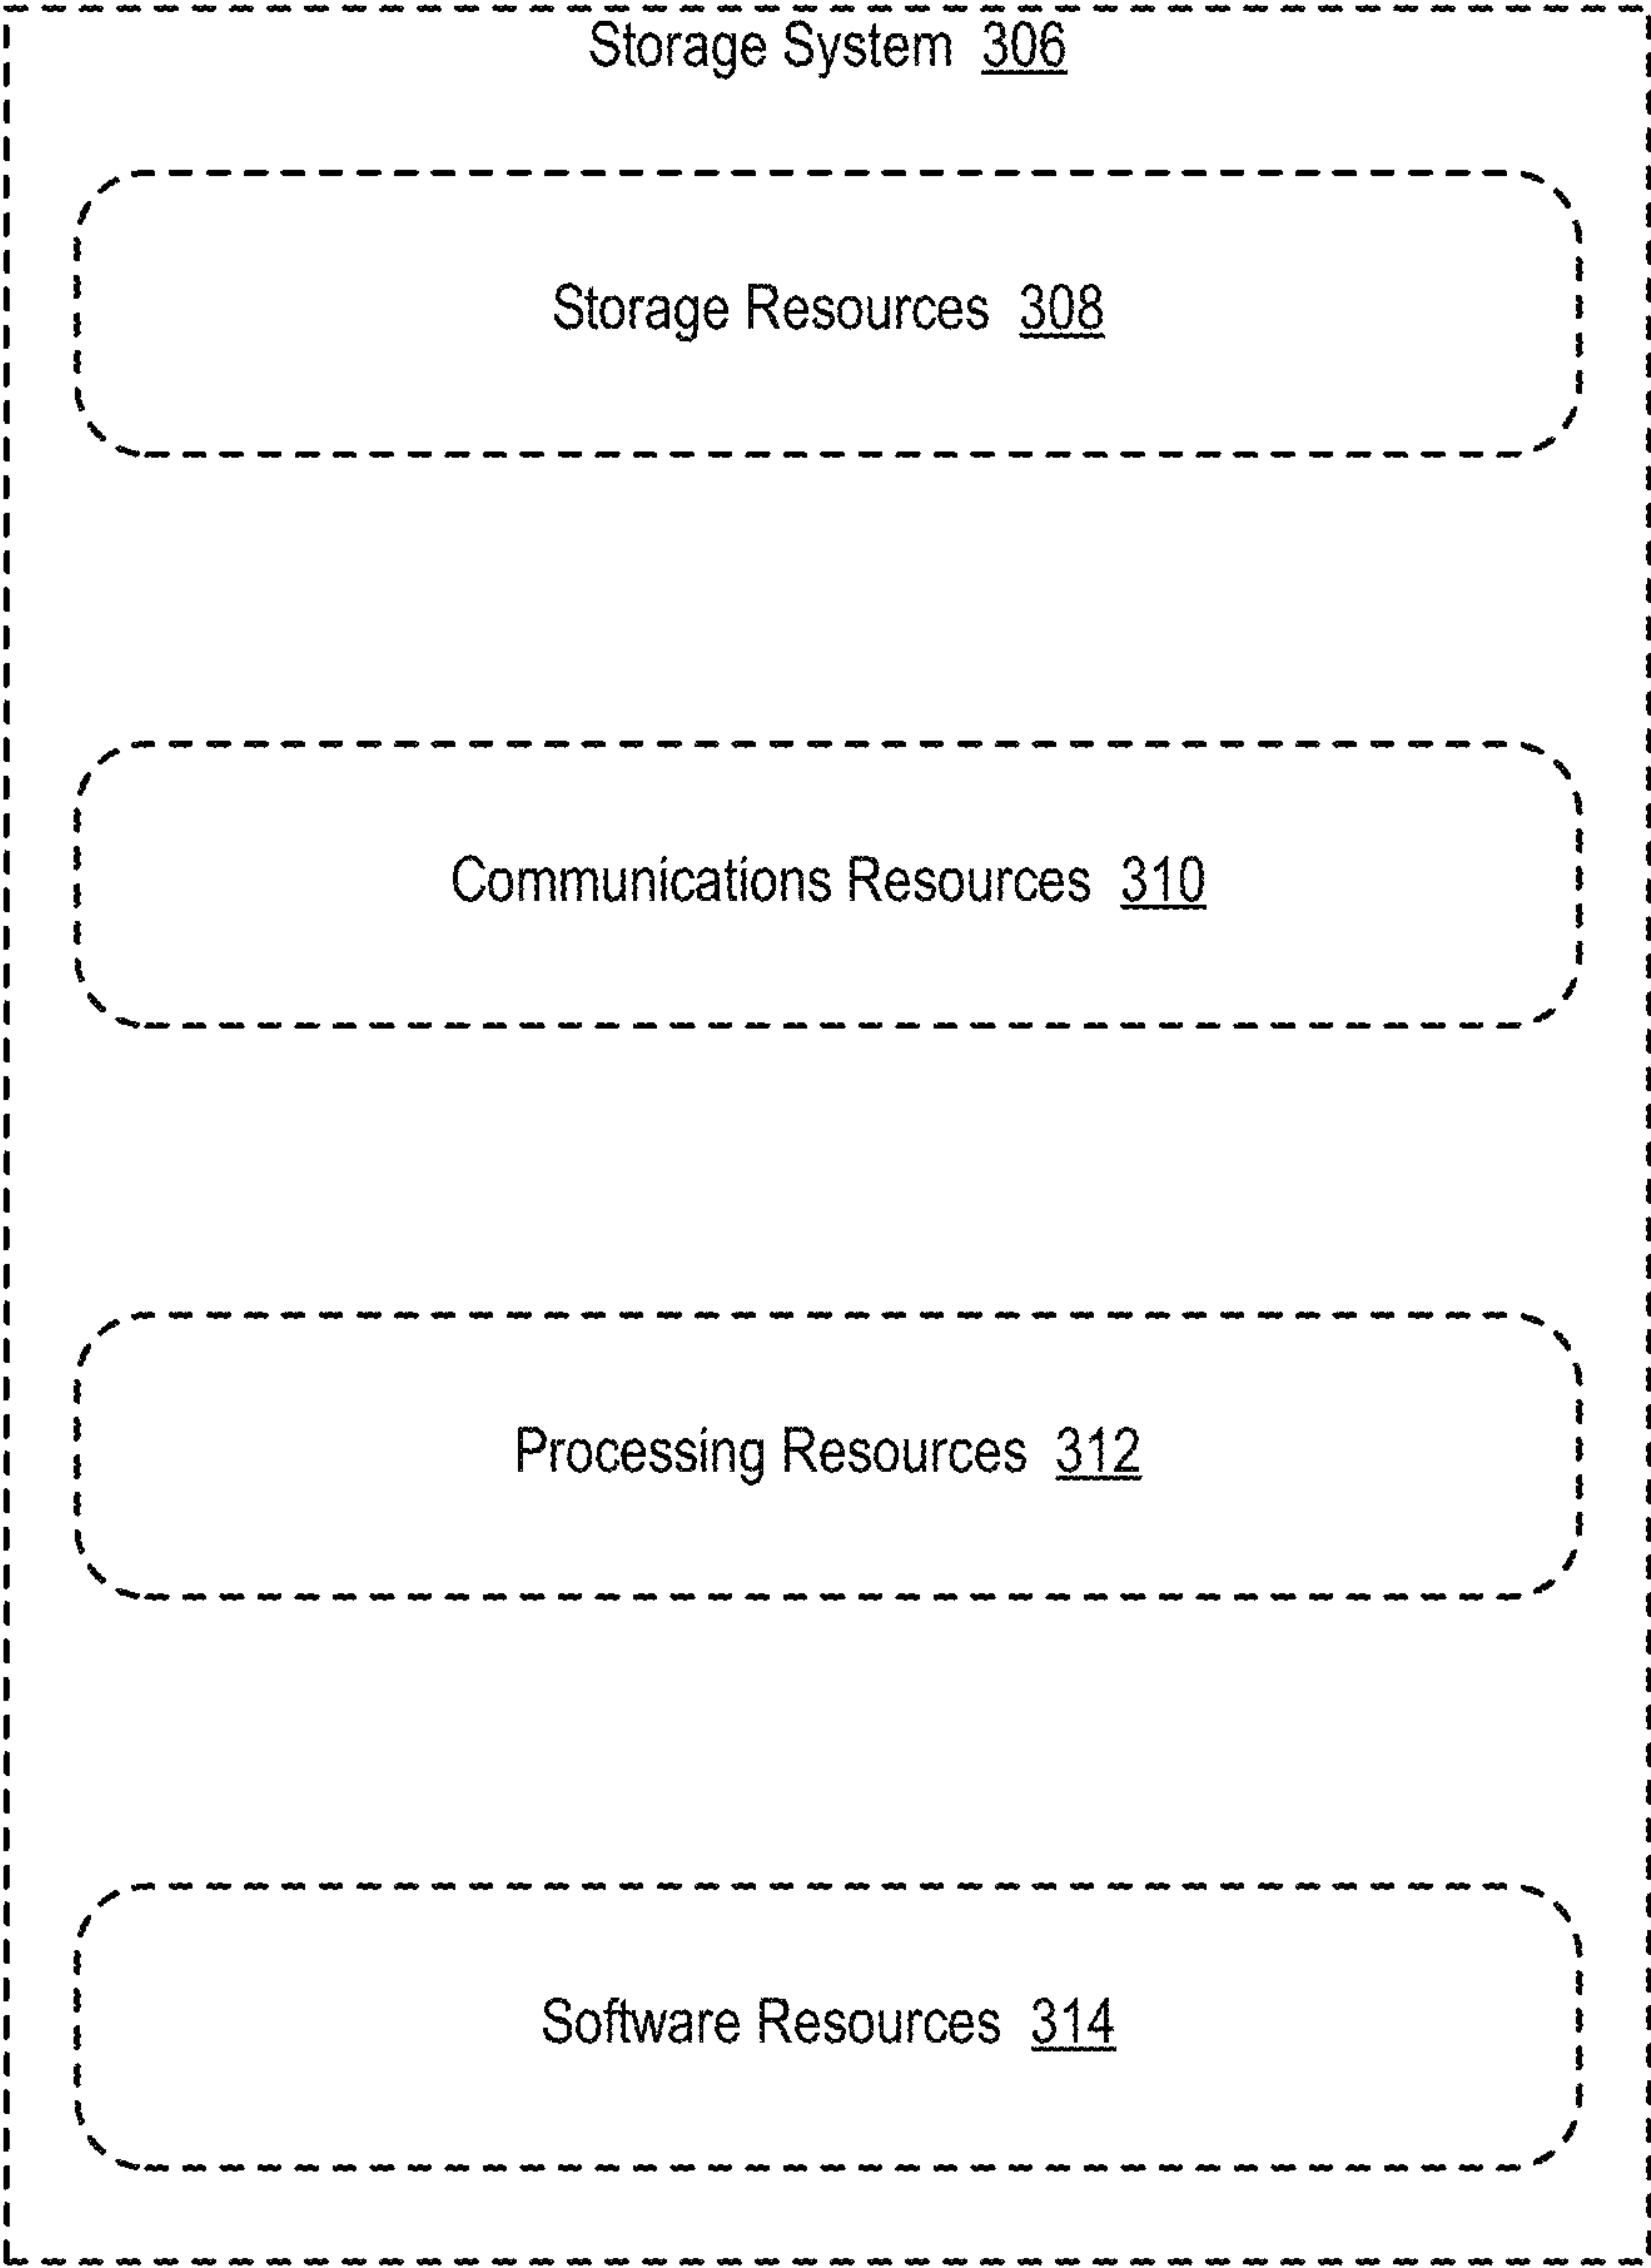 Storage System 306
Storage Resources 308
Communications Resources 310
Processing Resources 312
Software Resources 314